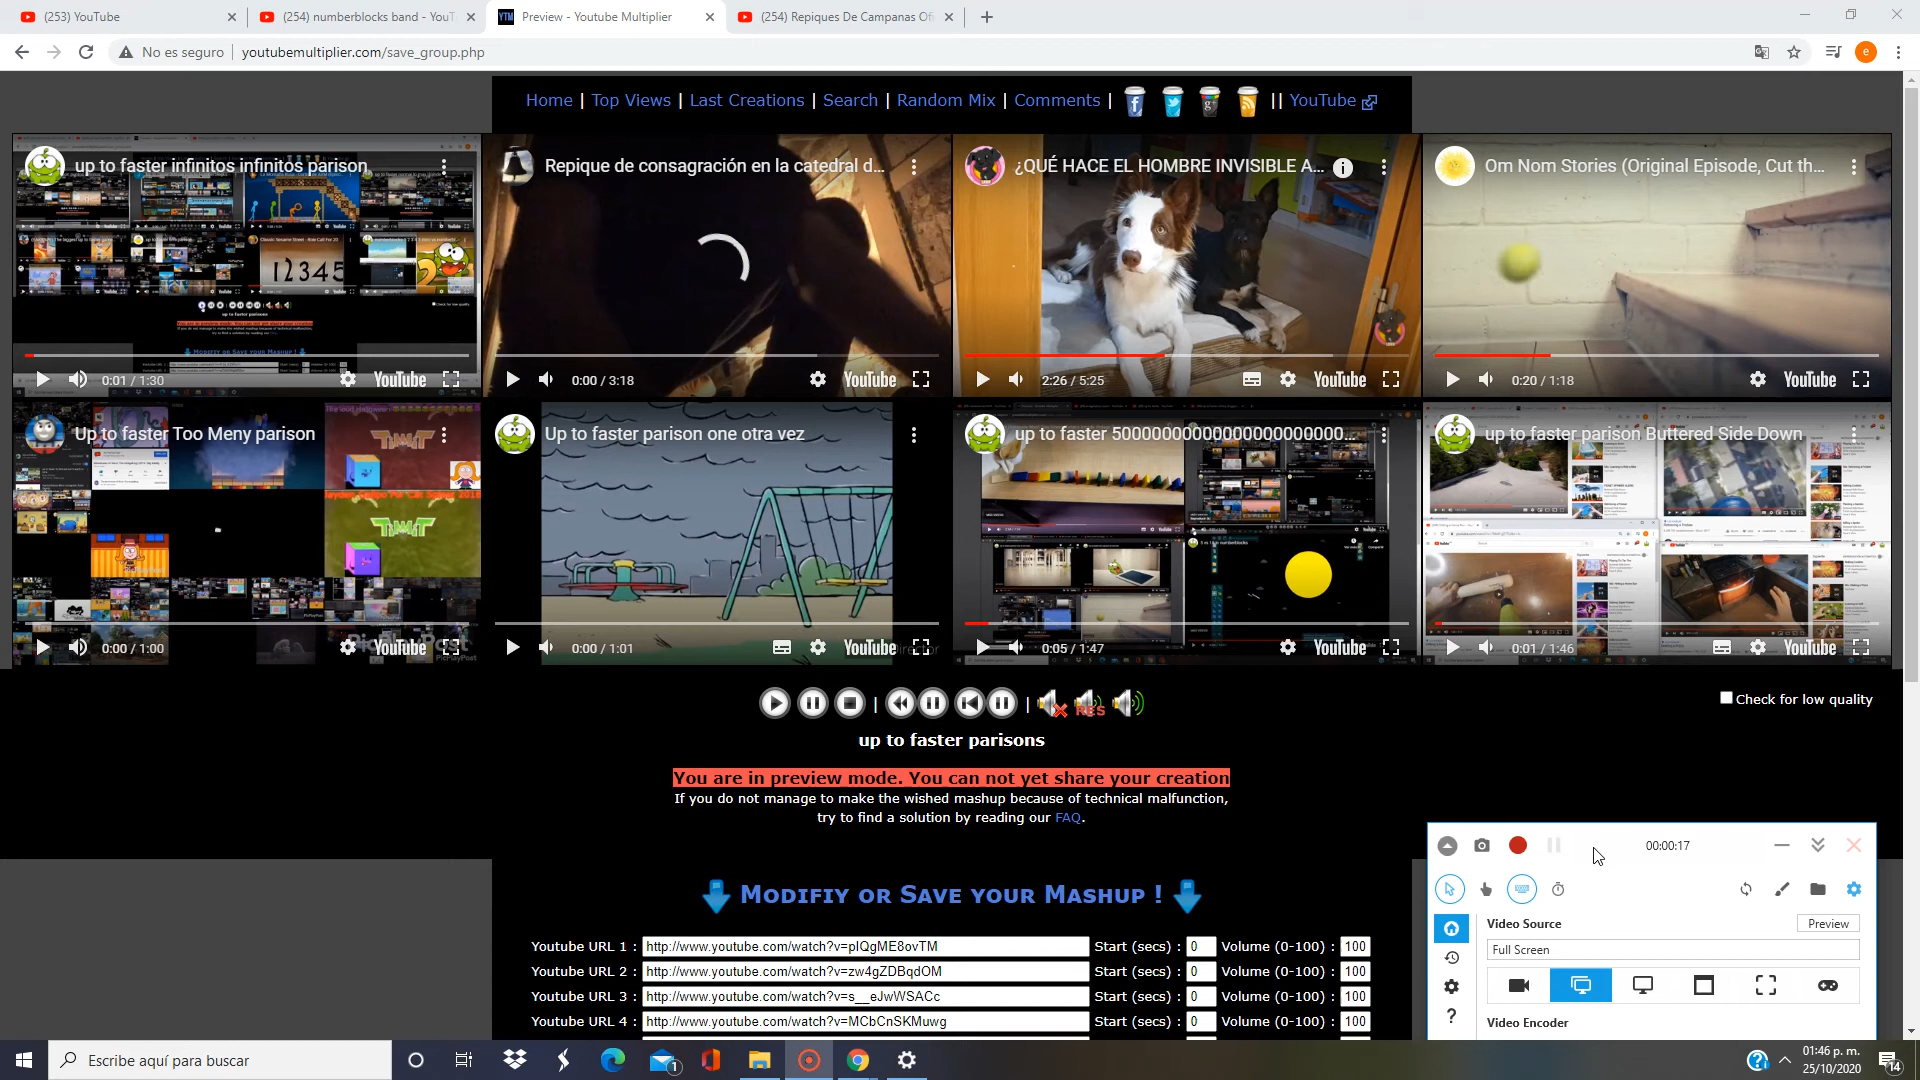 (253) YouTube
(254) numberblocks band - YouT
Preview - Youtube Multiplier
(254) Repiques De Campanas Ofi
No es seguro
youtubemultiplier.com/save_group.php
Home | Top Views | Last Creations | Search | Random Mix | Comments | || YouTube
up to faster infinitos infinitos parison
Repique de consagración en la catedral d...
¿QUÉ HACE EL HOMBRE INVISIBLE A...
Om Nom Stories (Original Episode, Cut th...
12345
0:01 / 1:30
YouTube
0:00 / 3:18
YouTube
2:26 / 5:25
YouTube
0:20 / 1:18
YouTube
Up to faster Too Meny parison
Up to faster parison one otra vez
up to faster parison Buttered Side Down
0:00 / 1:00
YouTube
0:00 / 1:01
YouTube
0:05 / 1:47
YouTube
0:01 / 1:46
YouTube
PicPlayPost
RES
Check for low quality
up to faster parisons
You are in preview mode. You can not yet share your creation
If you do not manage to make the wished mashup because of technical malfunction,
try to find a solution by reading our FAQ.
Modifiy or Save your Mashup !
Youtube URL 1 : http://www.youtube.com/watch?v=pIQgME8ovTM Start (secs) : 0 Volume (0-100) : 100
Youtube URL 2 : http://www.youtube.com/watch?v=zw4gZDBqdOM Start (secs) : 0 Volume (0-100) : 100
Youtube URL 3 : http://www.youtube.com/watch?v=s__eJwWSACc Start (secs) : 0 Volume (0-100) : 100
Youtube URL 4 : http://www.youtube.com/watch?v=MCbCnSKMuwg Start (secs) : 0 Volume (0-100) : 100
00:00:17
Video Source
Preview
Full Screen
Video Encoder
Escribe aquí para buscar
1
01:46 p. m.
25/10/2020
14